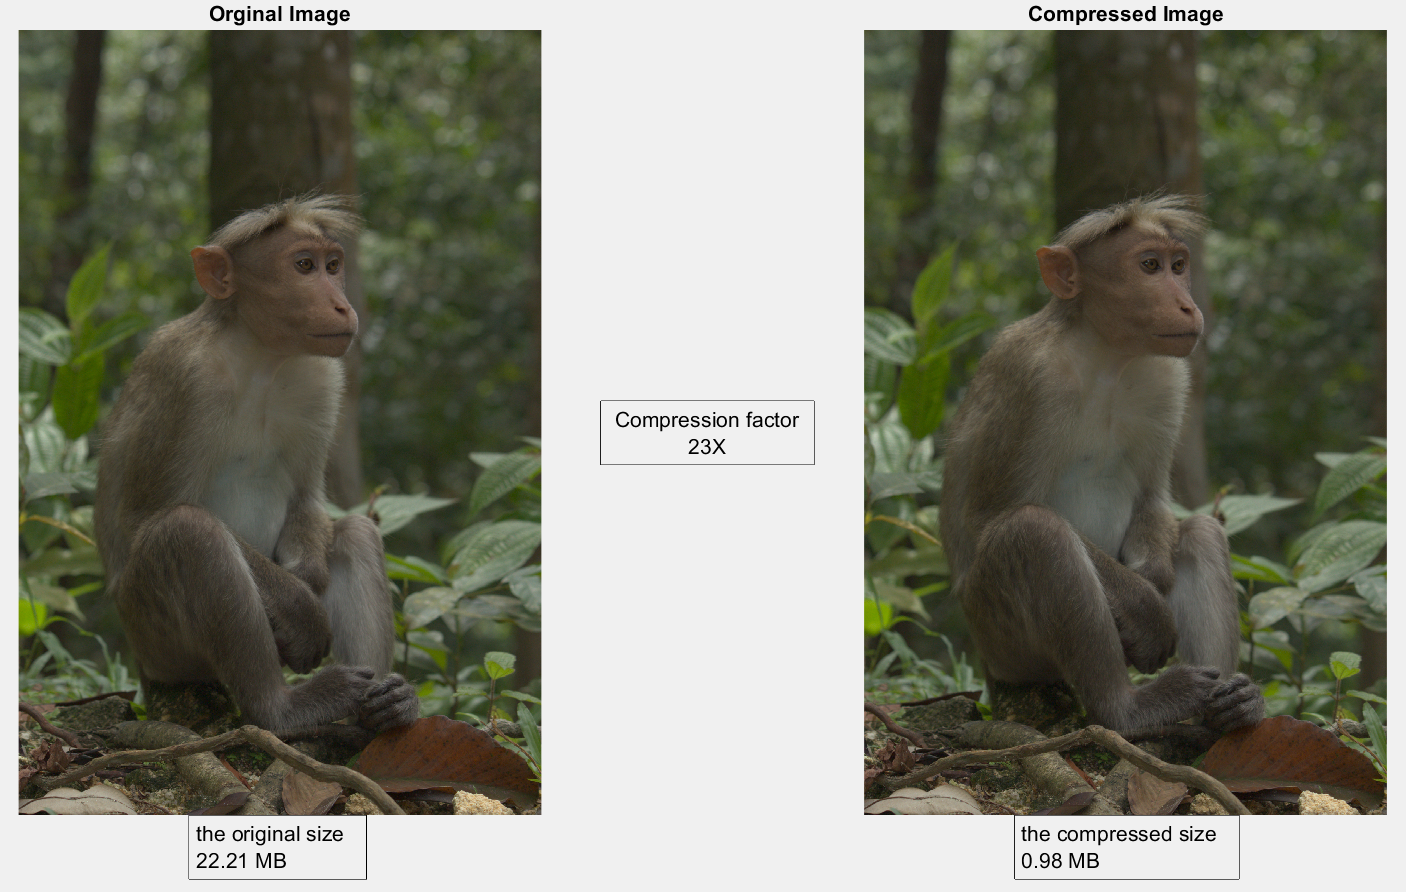 Orginal Image
Compressed Image
Compression factor
23X
the original size
22.21 MB
the compressed size
0.98 MB